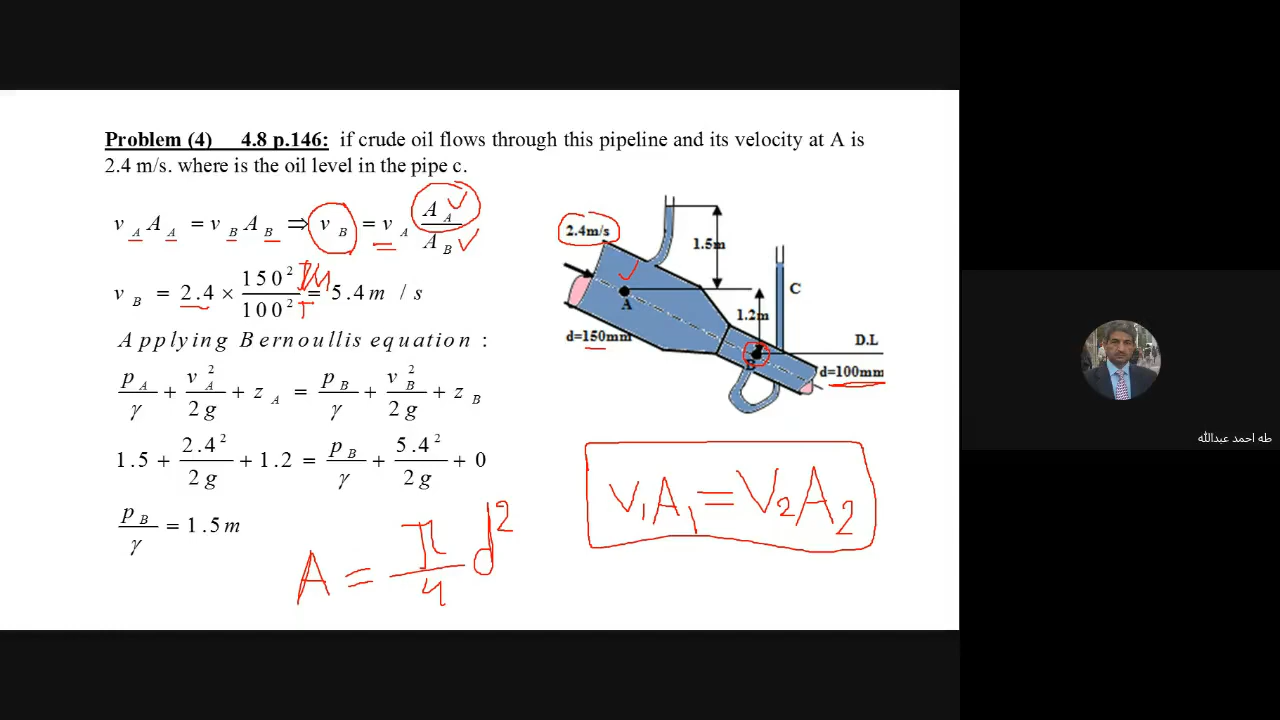 Problem (4) 4.8 p.146: if crude oil flows through this pipeline and its velocity at A is
2.4 m/s. where is the oil level in the pipe c.
v_A A_A = v_B A_B ⇒ v_B = v_A A_A / A_B
v_B = 2.4 × 150² / 100² = 5.4 m / s
Applying Bernoullis equation :
p_A / γ + v_A² / 2g + z_A = p_B / γ + v_B² / 2g + z_B
1.5 + 2.4² / 2g + 1.2 = p_B / γ + 5.4² / 2g + 0
p_B / γ = 1.5 m
A = π / 4 d²
2.4m/s
1.5m
A
1.2m
C
D.L
B
d=150mm
d=100mm
V₁A₁ = V₂A₂
طه احمد عبدالله